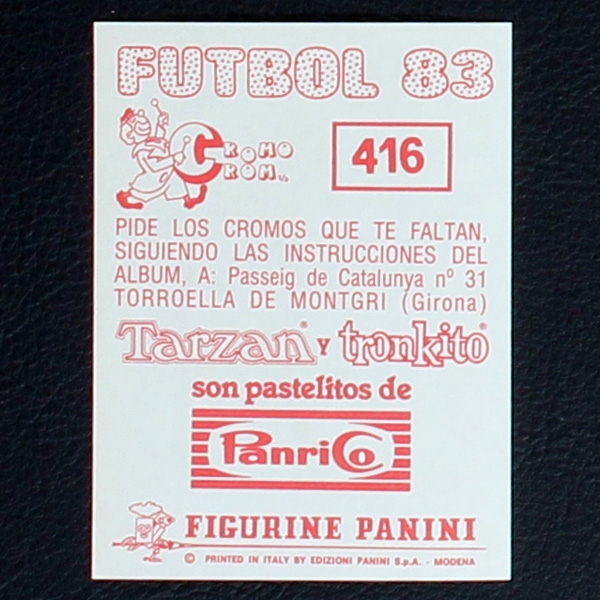 FUTBOL 83
CROMO
CROM S/A
416
PIDE LOS CROMOS QUE TE FALTAN,
SIGUIENDO LAS INSTRUCCIONES DEL
ALBUM, A: Passeig de Catalunya nº 31
TORROELLA DE MONTGRI (Girona)
Tarzan® Y tronkito®
son pastelitos de
PanriCo
FIGURINE PANINI
© PRINTED IN ITALY BY EDIZIONI PANINI S.p.A. - MODENA